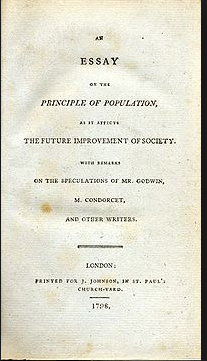 AN
ESSAY
ON THE
PRINCIPLE OF POPULATION,
AS IT AFFECTS
THE FUTURE IMPROVEMENT OF SOCIETY.
WITH REMARKS
ON THE SPECULATIONS OF MR. GODWIN,
M. CONDORCET,
AND OTHER WRITERS.
LONDON:
PRINTED FOR J. JOHNSON, IN ST. PAUL'S
CHURCH-YARD.
1798.